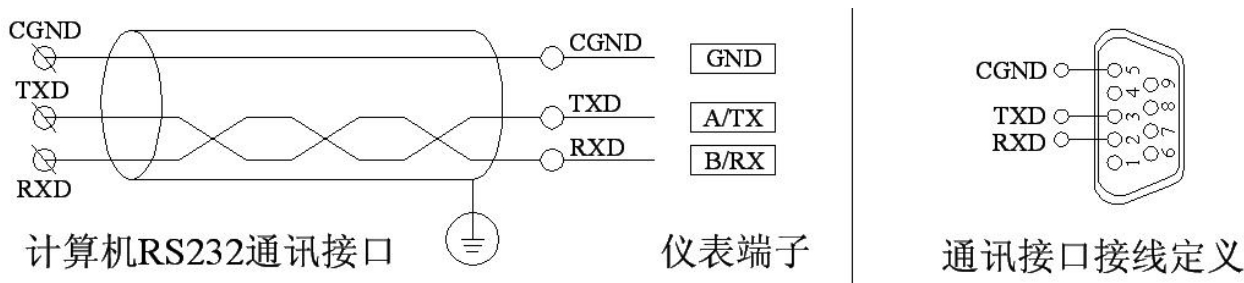 CGND
TXD
RXD
CGND
TXD
RXD
GND
A/TX
B/RX
计算机RS232通讯接口
仪表端子
CGND
TXD
RXD
5
4
3
2
1
9
8
7
6
通讯接口接线定义